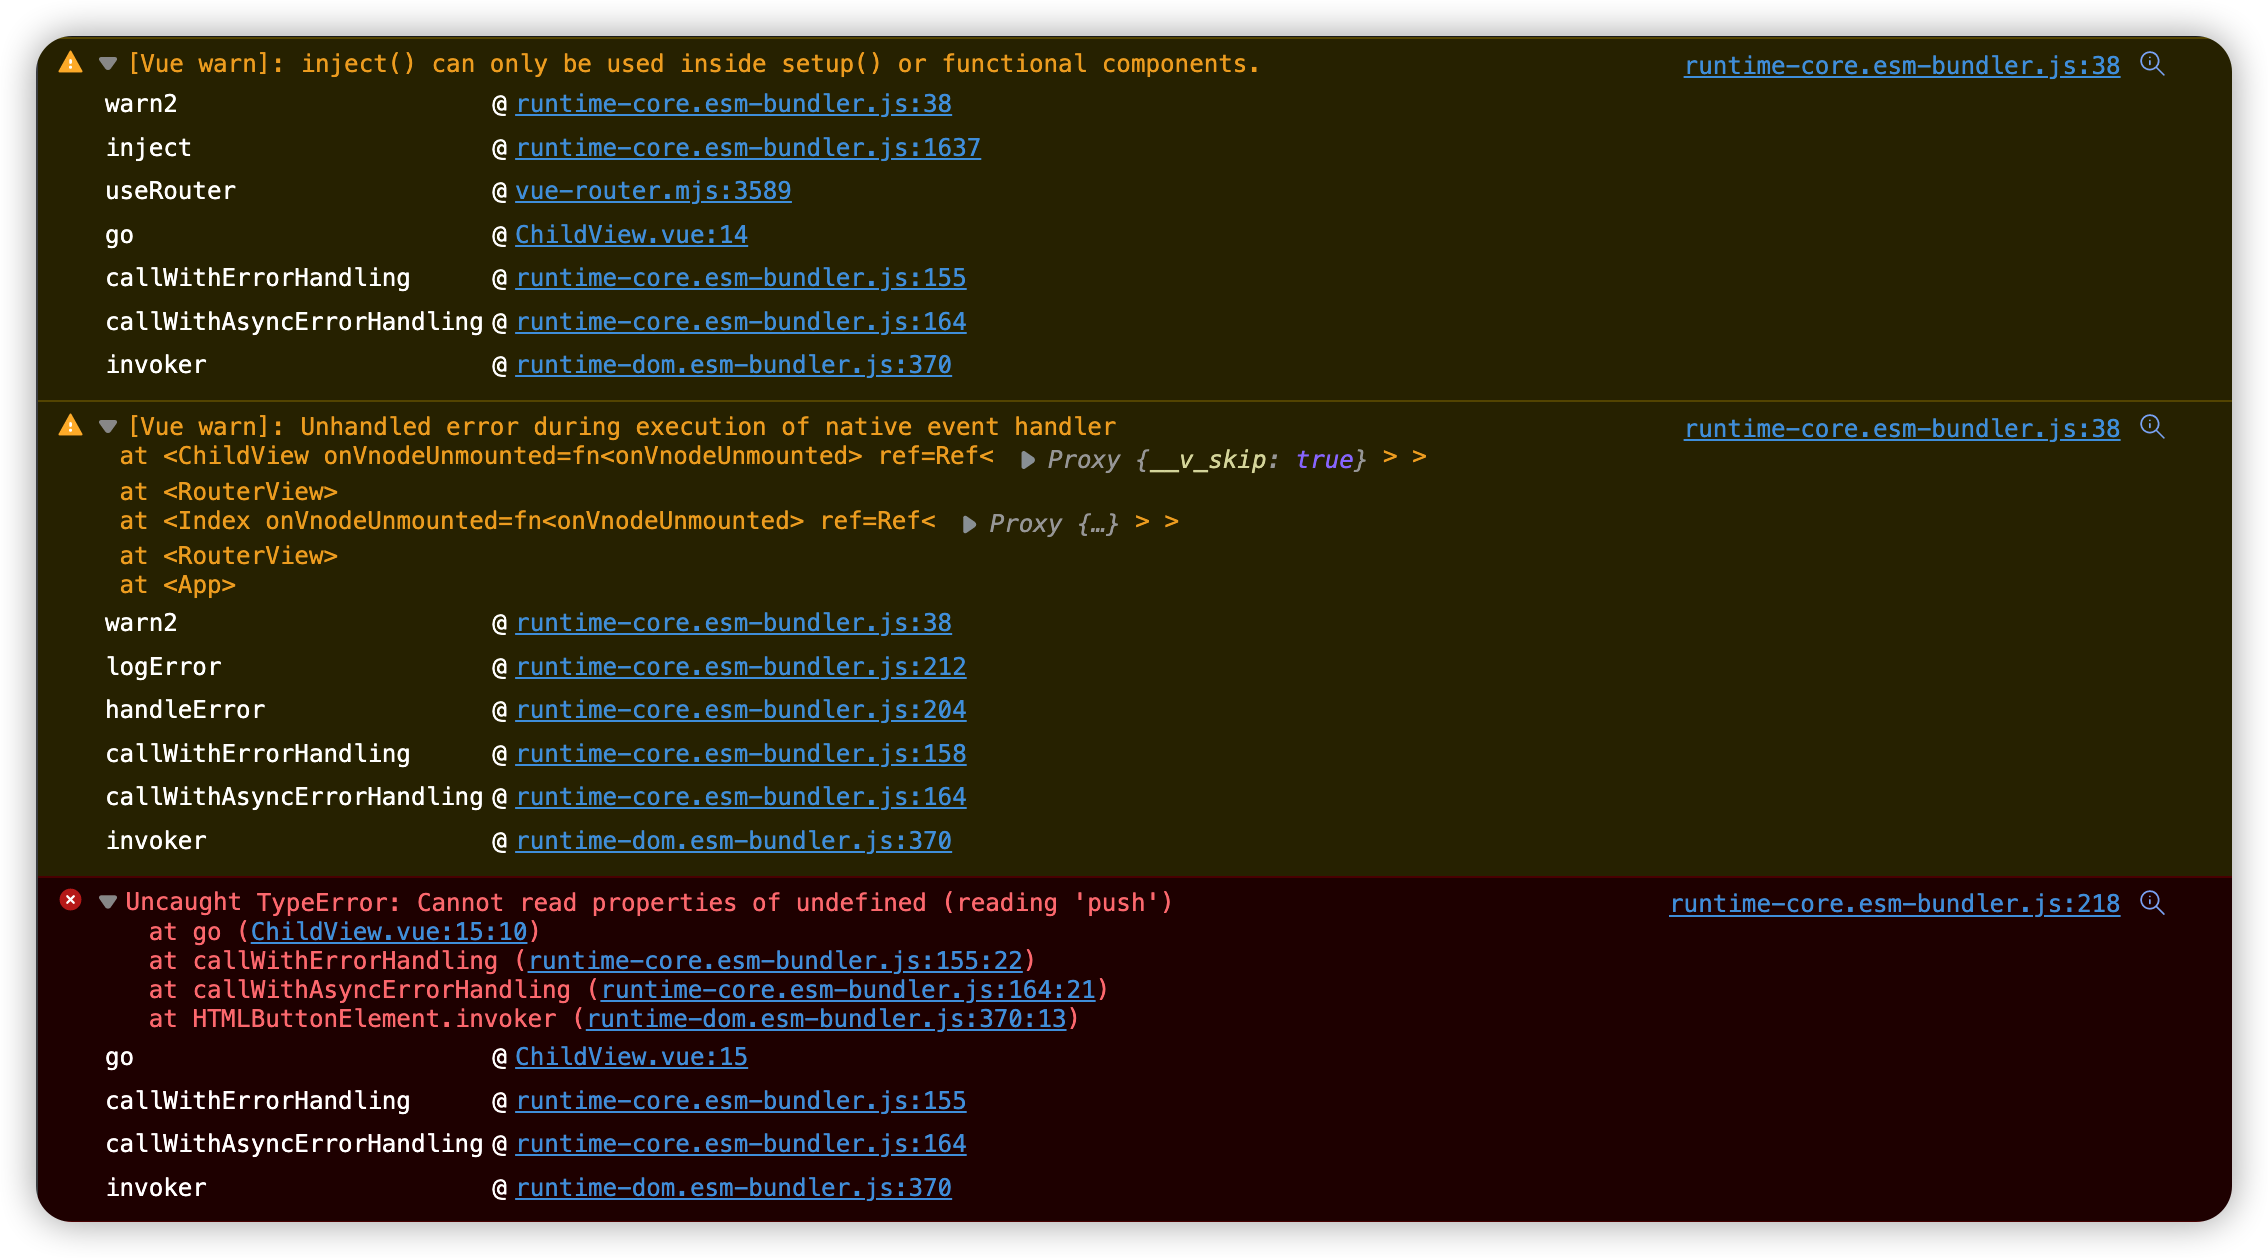 [Vue warn]: inject() can only be used inside setup() or functional components. runtime-core.esm-bundler.js:38
warn2 @ runtime-core.esm-bundler.js:38
inject @ runtime-core.esm-bundler.js:1637
useRouter @ vue-router.mjs:3589
go @ ChildView.vue:14
callWithErrorHandling @ runtime-core.esm-bundler.js:155
callWithAsyncErrorHandling @ runtime-core.esm-bundler.js:164
invoker @ runtime-dom.esm-bundler.js:370
[Vue warn]: Unhandled error during execution of native event handler runtime-core.esm-bundler.js:38
at <ChildView onVnodeUnmounted=fn<onVnodeUnmounted> ref=Ref< Proxy {__v_skip: true} > >
at <RouterView>
at <Index onVnodeUnmounted=fn<onVnodeUnmounted> ref=Ref< Proxy {…} > >
at <RouterView>
at <App>
warn2 @ runtime-core.esm-bundler.js:38
logError @ runtime-core.esm-bundler.js:212
handleError @ runtime-core.esm-bundler.js:204
callWithErrorHandling @ runtime-core.esm-bundler.js:158
callWithAsyncErrorHandling @ runtime-core.esm-bundler.js:164
invoker @ runtime-dom.esm-bundler.js:370
Uncaught TypeError: Cannot read properties of undefined (reading 'push') runtime-core.esm-bundler.js:218
at go (ChildView.vue:15:10)
at callWithErrorHandling (runtime-core.esm-bundler.js:155:22)
at callWithAsyncErrorHandling (runtime-core.esm-bundler.js:164:21)
at HTMLButtonElement.invoker (runtime-dom.esm-bundler.js:370:13)
go @ ChildView.vue:15
callWithErrorHandling @ runtime-core.esm-bundler.js:155
callWithAsyncErrorHandling @ runtime-core.esm-bundler.js:164
invoker @ runtime-dom.esm-bundler.js:370